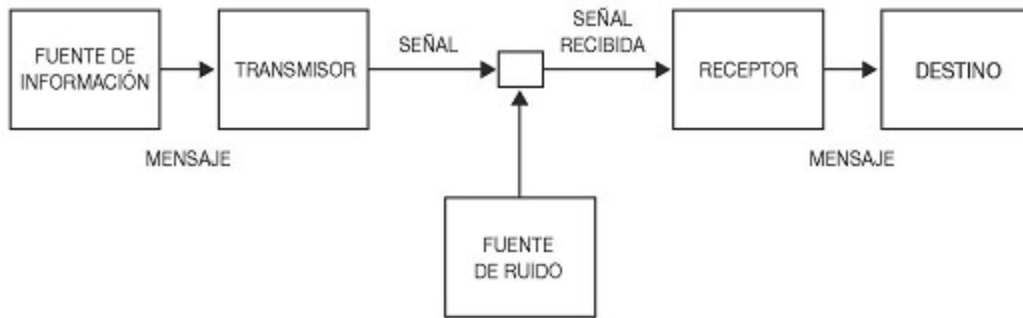 FUENTE DE
INFORMACIÓN
TRANSMISOR
SEÑAL
SEÑAL
RECIBIDA
RECEPTOR
DESTINO
MENSAJE
MENSAJE
FUENTE
DE RUIDO